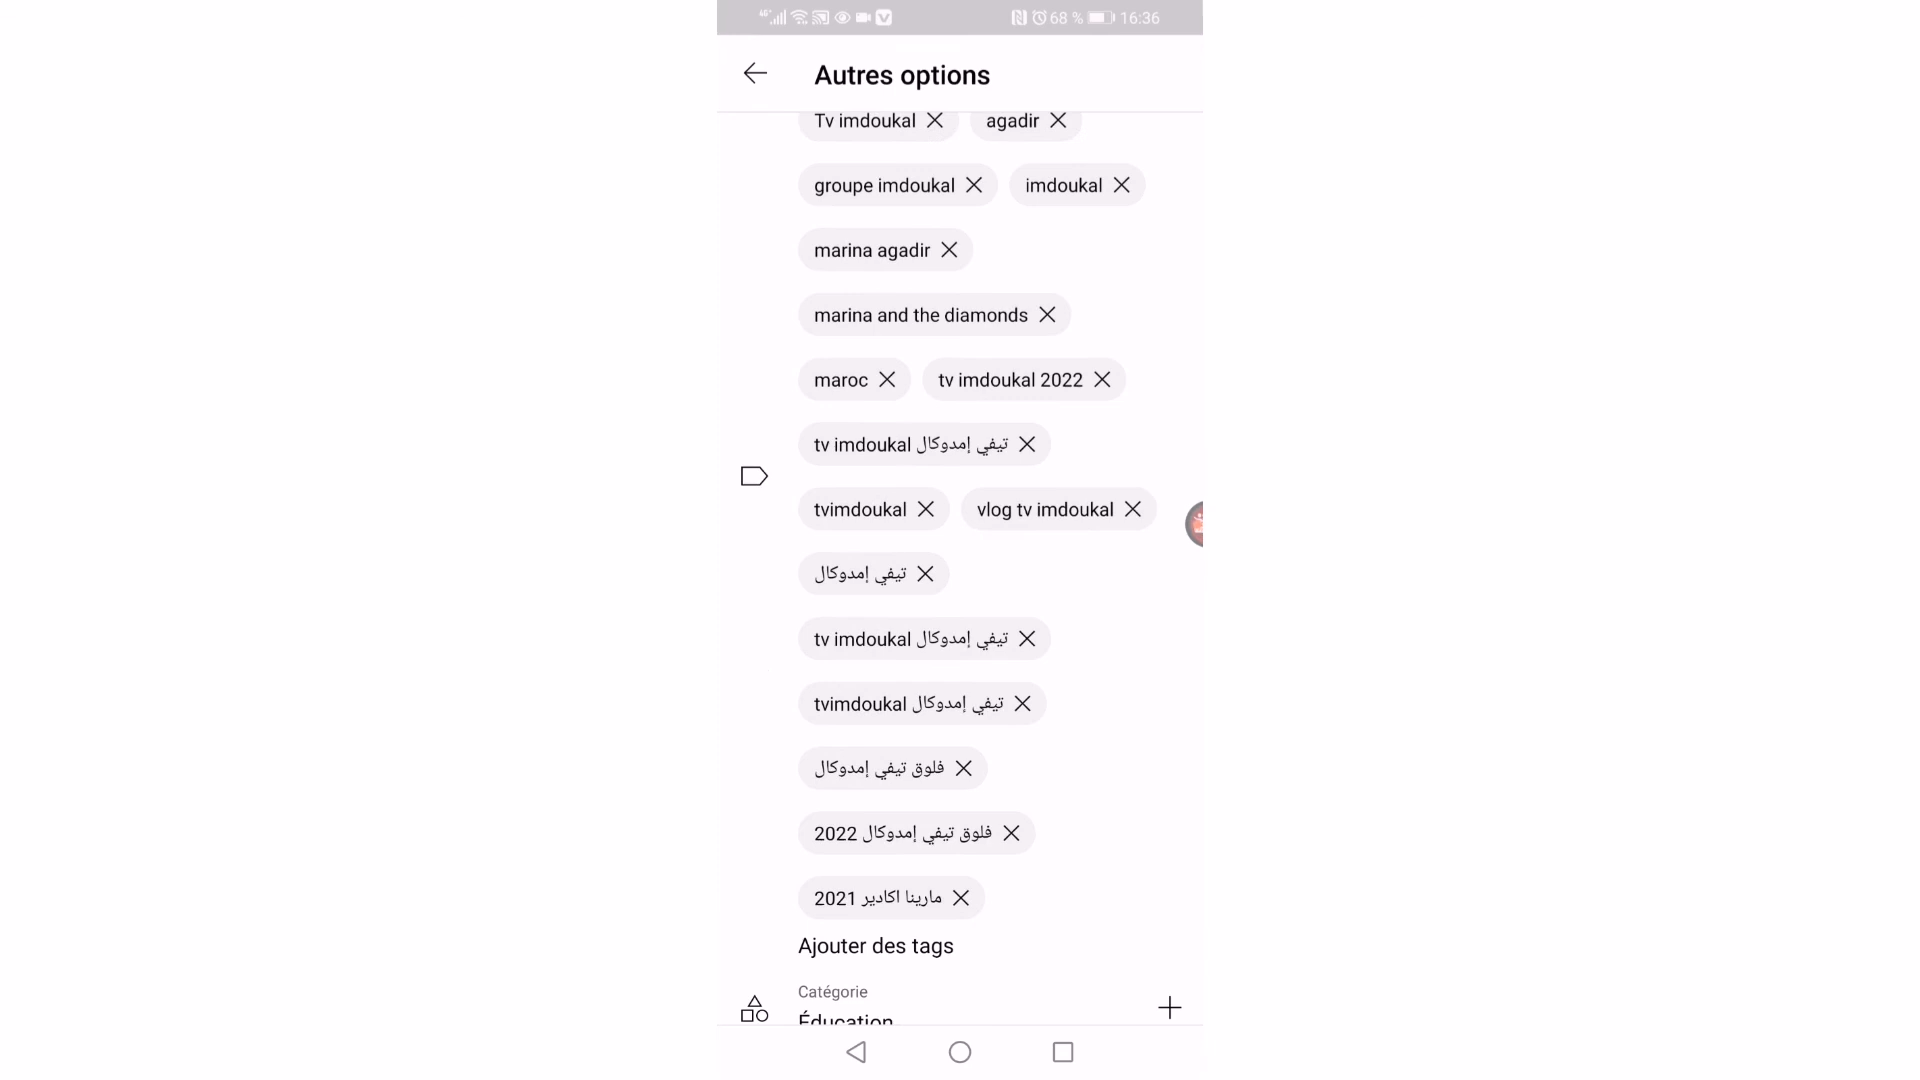 4G 68 % 16:36
Autres options
Tv imdoukal agadir
groupe imdoukal imdoukal
marina agadir
marina and the diamonds
maroc tv imdoukal 2022
tv imdoukal تيفي إمدوكال
tvimdoukal vlog tv imdoukal
تيفي إمدوكال
tv imdoukal تيفي إمدوكال
tvimdoukal تيفي إمدوكال
فلوق تيفي إمدوكال
فلوق تيفي إمدوكال 2022
مارينا اكادير 2021
Ajouter des tags
Catégorie
Éducation